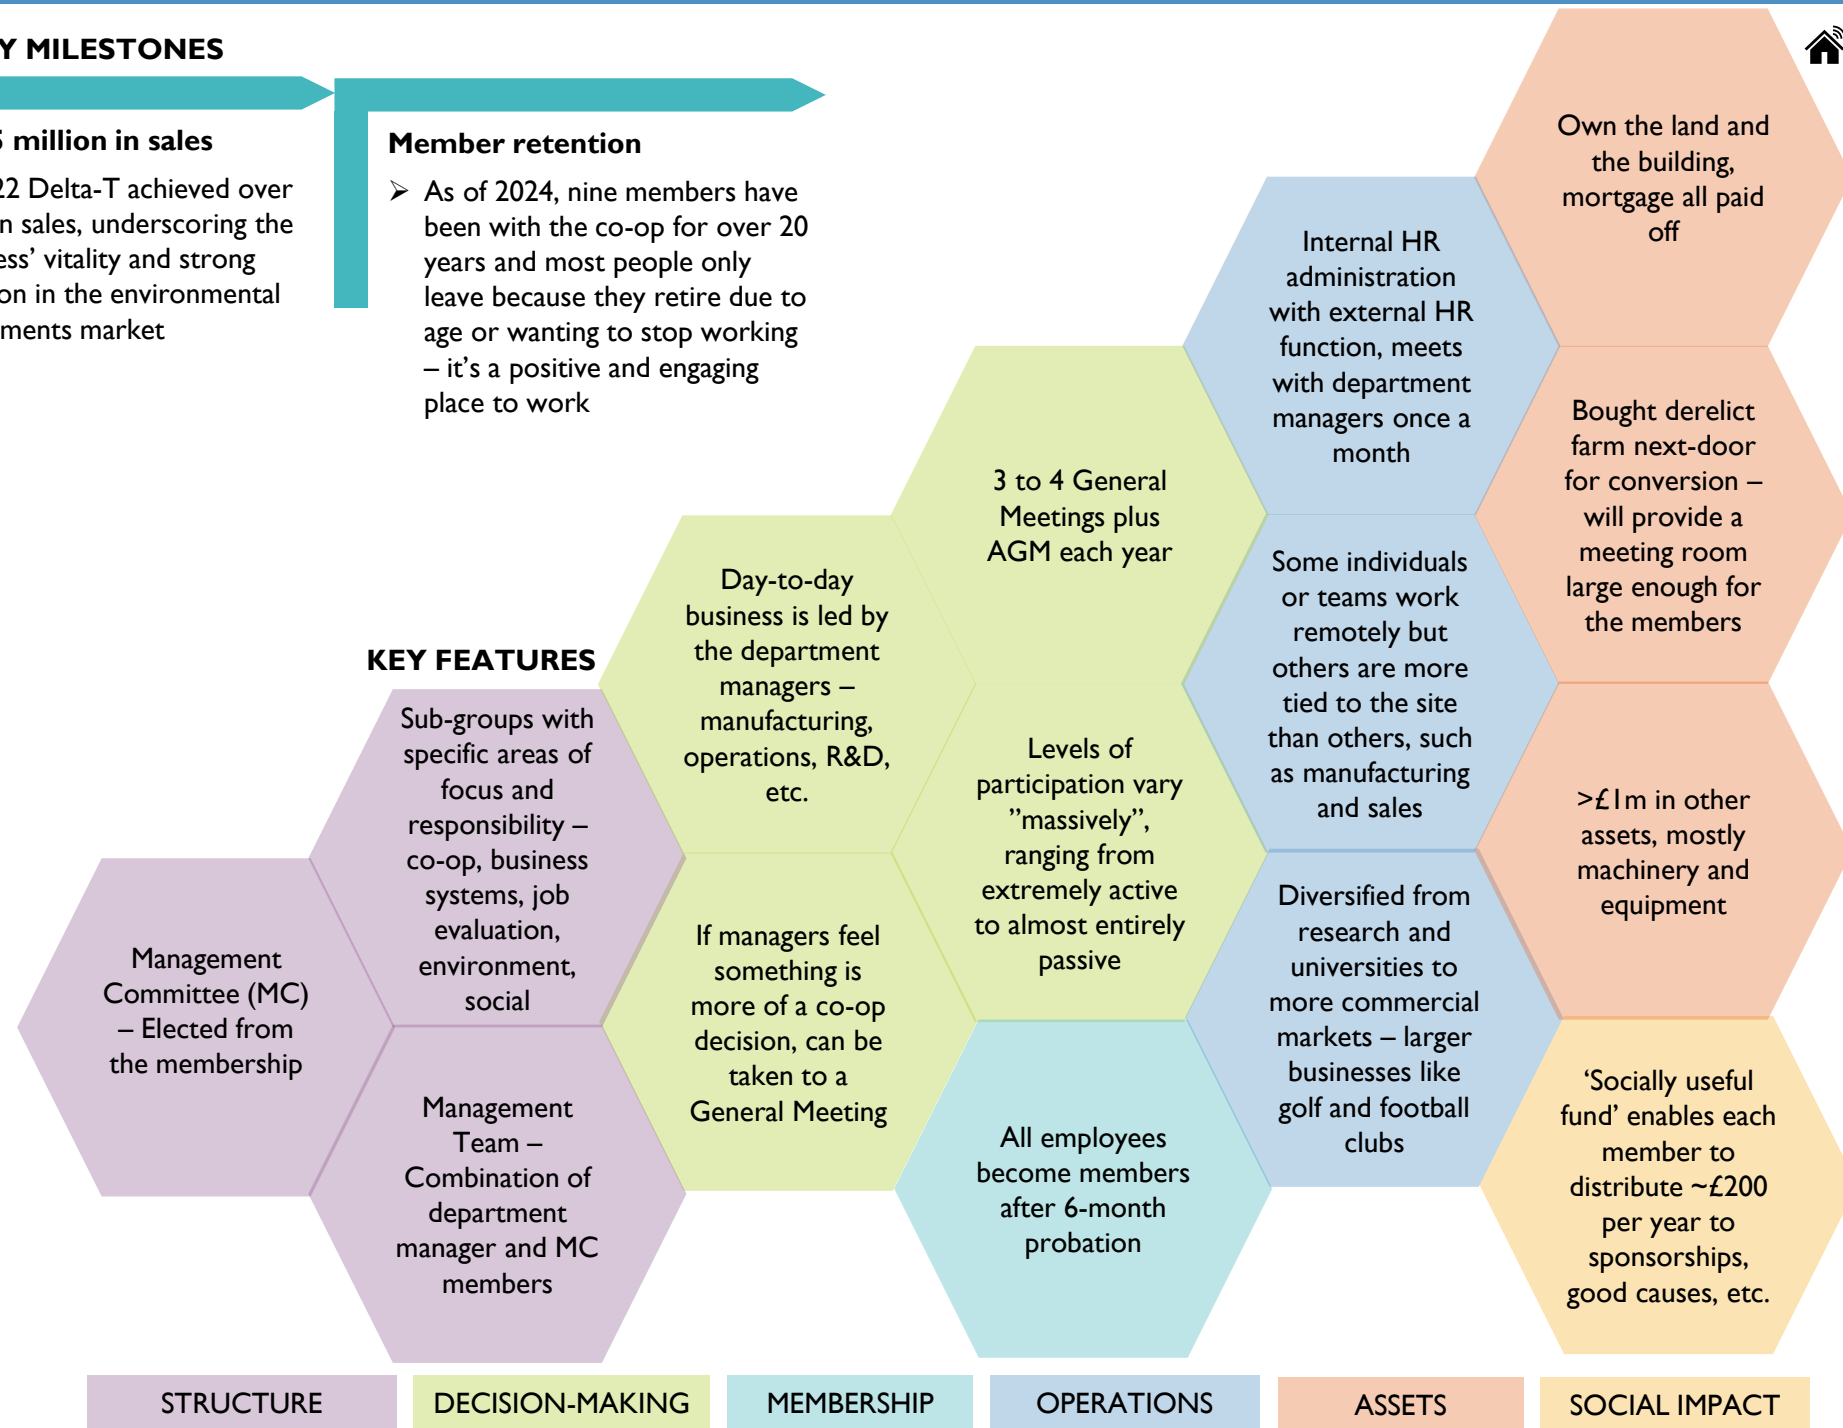 Y MILESTONES
million in sales
22 Delta-T achieved over
n sales, underscoring the
ess’ vitality and strong
on in the environmental
ments market
Member retention
➢ As of 2024, nine members have
been with the co-op for over 20
years and most people only
leave because they retire due to
age or wanting to stop working
– it’s a positive and engaging
place to work
KEY FEATURES
Management
Committee (MC)
– Elected from
the membership
Sub-groups with
specific areas of
focus and
responsibility –
co-op, business
systems, job
evaluation,
environment,
social
Management
Team –
Combination of
department
manager and MC
members
Day-to-day
business is led by
the department
managers –
manufacturing,
operations, R&D,
etc.
If managers feel
something is
more of a co-op
decision, can be
taken to a
General Meeting
3 to 4 General
Meetings plus
AGM each year
Levels of
participation vary
”massively”,
ranging from
extremely active
to almost entirely
passive
All employees
become members
after 6-month
probation
Internal HR
administration
with external HR
function, meets
with department
managers once a
month
Some individuals
or teams work
remotely but
others are more
tied to the site
than others, such
as manufacturing
and sales
Diversified from
research and
universities to
more commercial
markets – larger
businesses like
golf and football
clubs
Own the land and
the building,
mortgage all paid
off
Bought derelict
farm next-door
for conversion –
will provide a
meeting room
large enough for
the members
>£1m in other
assets, mostly
machinery and
equipment
‘Socially useful
fund’ enables each
member to
distribute ~£200
per year to
sponsorships,
good causes, etc.
STRUCTURE
DECISION-MAKING
MEMBERSHIP
OPERATIONS
ASSETS
SOCIAL IMPACT